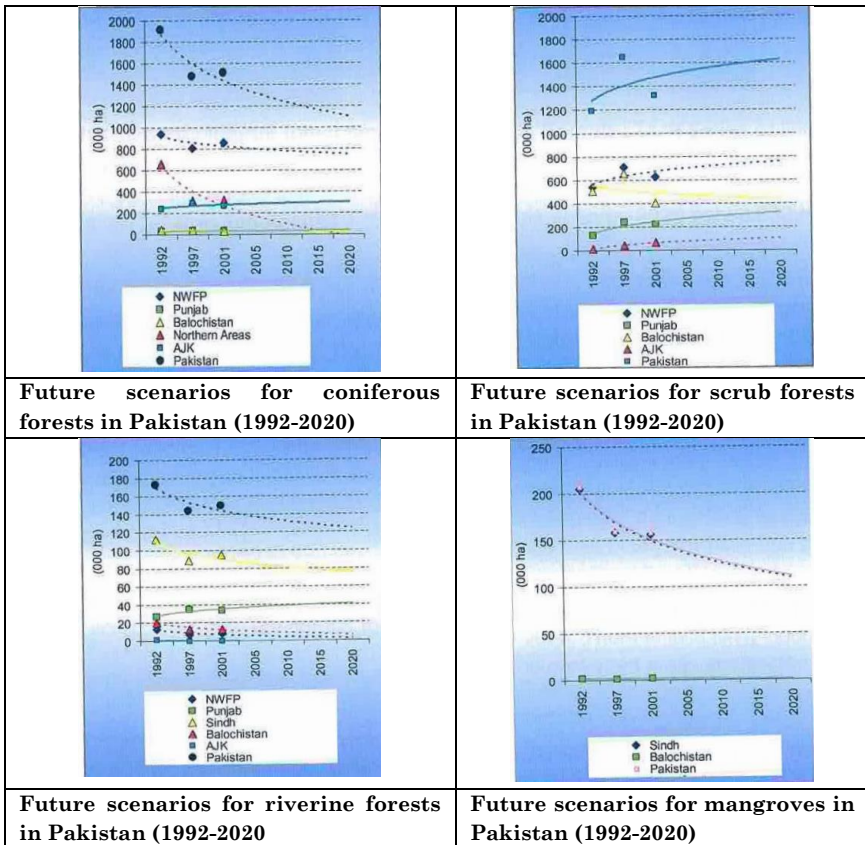 2000
1800
1600
1400
1200
1000
800
600
400
200
0
(000 ha)
1992
1997
2001
2005
2010
2015
2020
NWFP
Punjab
Balochistan
Northern Areas
AJK
Pakistan
Future scenarios for coniferous
forests in Pakistan (1992-2020)
2000
1800
1600
1400
1200
1000
800
600
400
200
0
(000 ha)
1992
1997
2001
2005
2010
2015
2020
NWFP
Punjab
Balochistan
AJK
Pakistan
Future scenarios for scrub forests
in Pakistan (1992-2020)
200
180
160
140
120
100
80
60
40
20
0
(000 ha)
1992
1997
2001
2005
2010
2015
2020
NWFP
Punjab
Sindh
Balochistan
AJK
Pakistan
Future scenarios for riverine forests
in Pakistan (1992-2020
250
200
150
100
50
0
(000 ha)
1992
1997
2001
2005
2010
2015
2020
Sindh
Balochistan
Pakistan
Future scenarios for mangroves in
Pakistan (1992-2020)